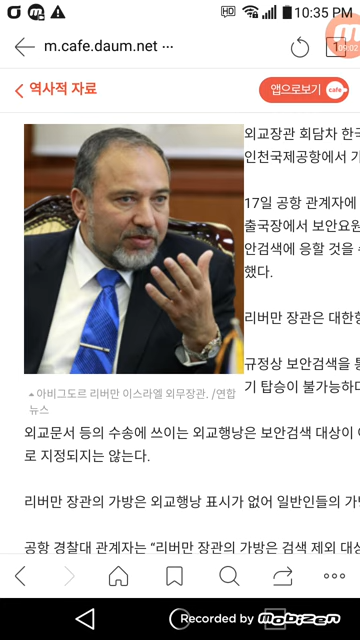 HD 10:35 PM
m.cafe.daum.net ···
09:02
역사적 자료
앱으로보기 cafe
외교장관 회담차 한국
인천국제공항에서 가
17일 공항 관계자에
출국장에서 보안요원
안검색에 응할 것을
했다.
리버만 장관은 대한항
규정상 보안검색을
기 탑승이 불가능하다
아비그도르 리버만 이스라엘 외무장관. /연합
뉴스
외교문서 등의 수송에 쓰이는 외교행낭은 보안검색 대상이
로 지정되지는 않는다.
리버만 장관의 가방은 외교행낭 표시가 없어 일반인들의
공항 경찰대 관계자는 “리버만 장관의 가방은 검색 제외 대상
Recorded by Mobizen